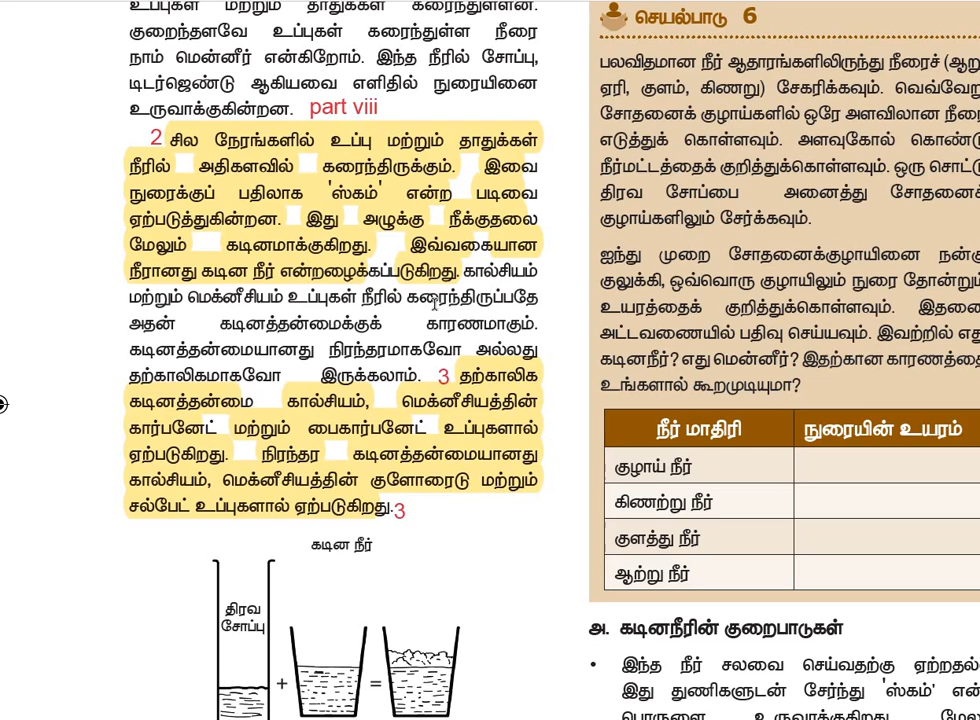 உப்புகள் மற்றும் தாதுக்கள் கரைந்துள்ளன.
குறைந்தளவே உப்புகள் கரைந்துள்ள நீரை
நாம் மென்னீர் என்கிறோம். இந்த நீரில் சோப்பு,
டிடர்ஜெண்டு ஆகியவை எளிதில் நுரையினை
உருவாக்குகின்றன. part viii
2 சில நேரங்களில் உப்பு மற்றும் தாதுக்கள்
நீரில் அதிகளவில் கரைந்திருக்கும். இவை
நுரைக்குப் பதிலாக 'ஸ்கம்' என்ற படிவை
ஏற்படுத்துகின்றன. இது அழுக்கு நீக்குதலை
மேலும் கடினமாக்குகிறது. இவ்வகையான
நீரானது கடின நீர் என்றழைக்கப்படுகிறது. கால்சியம்
மற்றும் மெக்னீசியம் உப்புகள் நீரில் கரைந்திருப்பதே
அதன் கடினத்தன்மைக்குக் காரணமாகும்.
கடினத்தன்மையானது நிரந்தரமாகவோ அல்லது
தற்காலிகமாகவோ இருக்கலாம். 3 தற்காலிக
கடினத்தன்மை கால்சியம், மெக்னீசியத்தின்
கார்பனேட் மற்றும் பைகார்பனேட் உப்புகளால்
ஏற்படுகிறது. நிரந்தர கடினத்தன்மையானது
கால்சியம், மெக்னீசியத்தின் குளோரைடு மற்றும்
சல்பேட் உப்புகளால் ஏற்படுகிறது.3
கடின நீர்
திரவ
சோப்பு
+
=
செயல்பாடு 6
பலவிதமான நீர் ஆதாரங்களிலிருந்து நீரைச் (ஆறு
ஏரி, குளம், கிணறு) சேகரிக்கவும். வெவ்வேறு
சோதனைக் குழாய்களில் ஒரே அளவிலான நீரை
எடுத்துக் கொள்ளவும். அளவுகோல் கொண்டு
நீர்மட்டத்தைக் குறித்துக்கொள்ளவும். ஒரு சொட்டு
திரவ சோப்பை அனைத்து சோதனைக்
குழாய்களிலும் சேர்க்கவும்.
ஐந்து முறை சோதனைக்குழாயினை நன்கு
குலுக்கி, ஒவ்வொரு குழாயிலும் நுரை தோன்றும்
உயரத்தைக் குறித்துக்கொள்ளவும். இதனை
அட்டவணையில் பதிவு செய்யவும். இவற்றில் எது
கடினநீர்? எது மென்னீர்? இதற்கான காரணத்தை
உங்களால் கூறமுடியுமா?
நீர் மாதிரி நுரையின் உயரம்
குழாய் நீர்
கிணற்று நீர்
குளத்து நீர்
ஆற்று நீர்
அ. கடினநீரின் குறைபாடுகள்
• இந்த நீர் சலவை செய்வதற்கு ஏற்றதல்
இது துணிகளுடன் சேர்ந்து 'ஸ்கம்' என்
பொருளை உருவாக்குகிறது. மேல